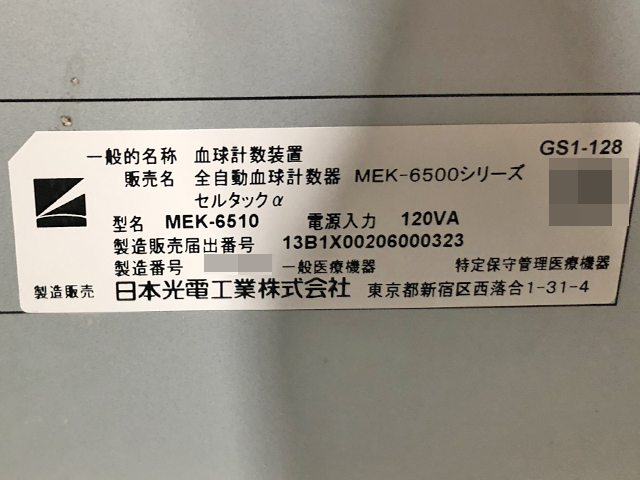 GS1-128
一般的名称 血球計数装置
販売名 全自動血球計数器 MEK-6500シリーズ
セルタックα
型名 MEK-6510 電源入力 120VA
製造販売届出番号 13B1X00206000323
製造番号 一般医療機器 特定保守管理医療機器
製造販売 日本光電工業株式会社 東京都新宿区西落合1-31-4